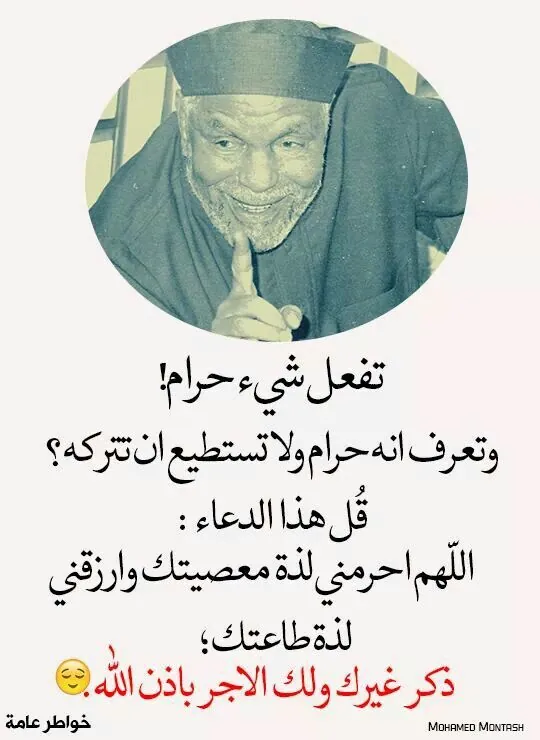 تفعل شيء حرام!
وتعرف انه حرام ولا تستطيع ان تتركه؟
قُل هذا الدعاء :
اللّهم احرمني لذة معصيتك وارزقني
لذة طاعتك؛
ذكر غيرك ولك الاجر باذن الله.
خواطر عامة
MOHAMED MONTASH